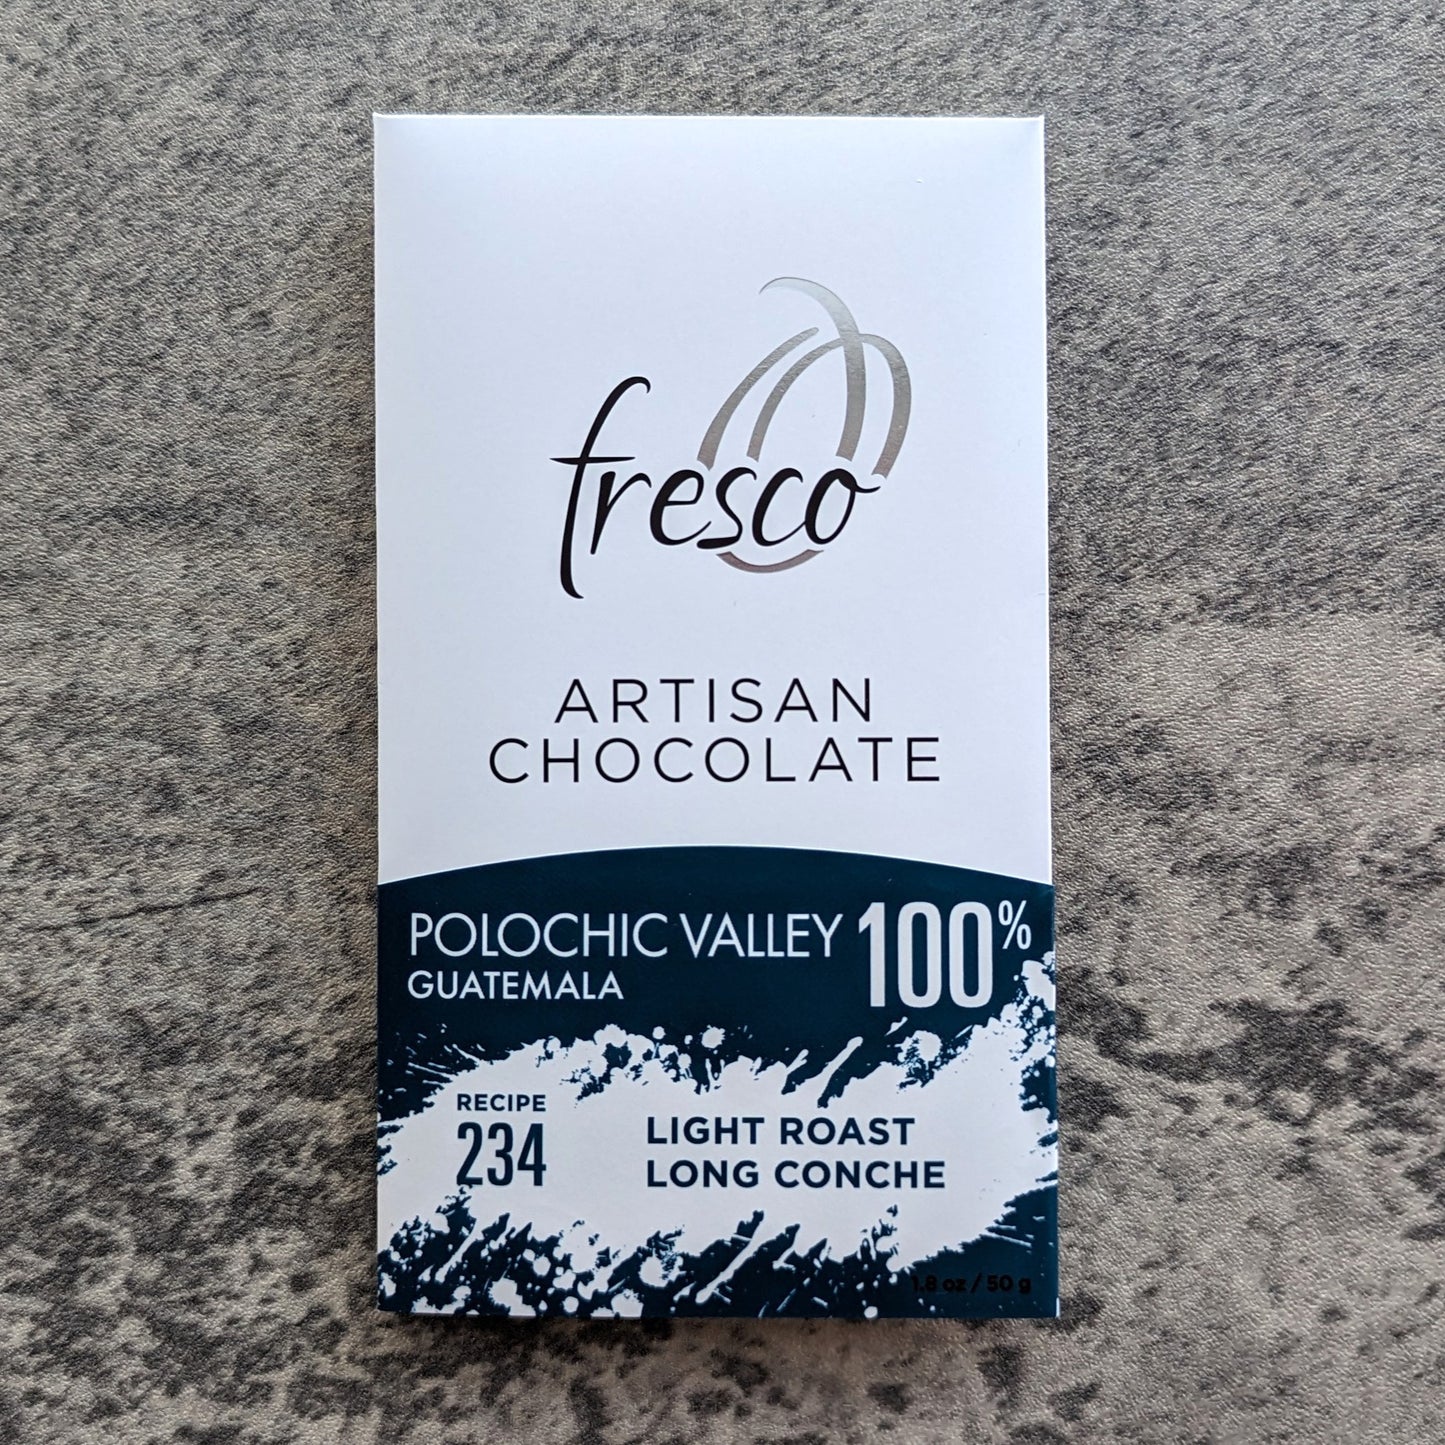 fresco
ARTISAN
CHOCOLATE
POLOCHIC VALLEY 100%
GUATEMALA
RECIPE
234
LIGHT ROAST
LONG CONCHE
1.8 oz / 50 g